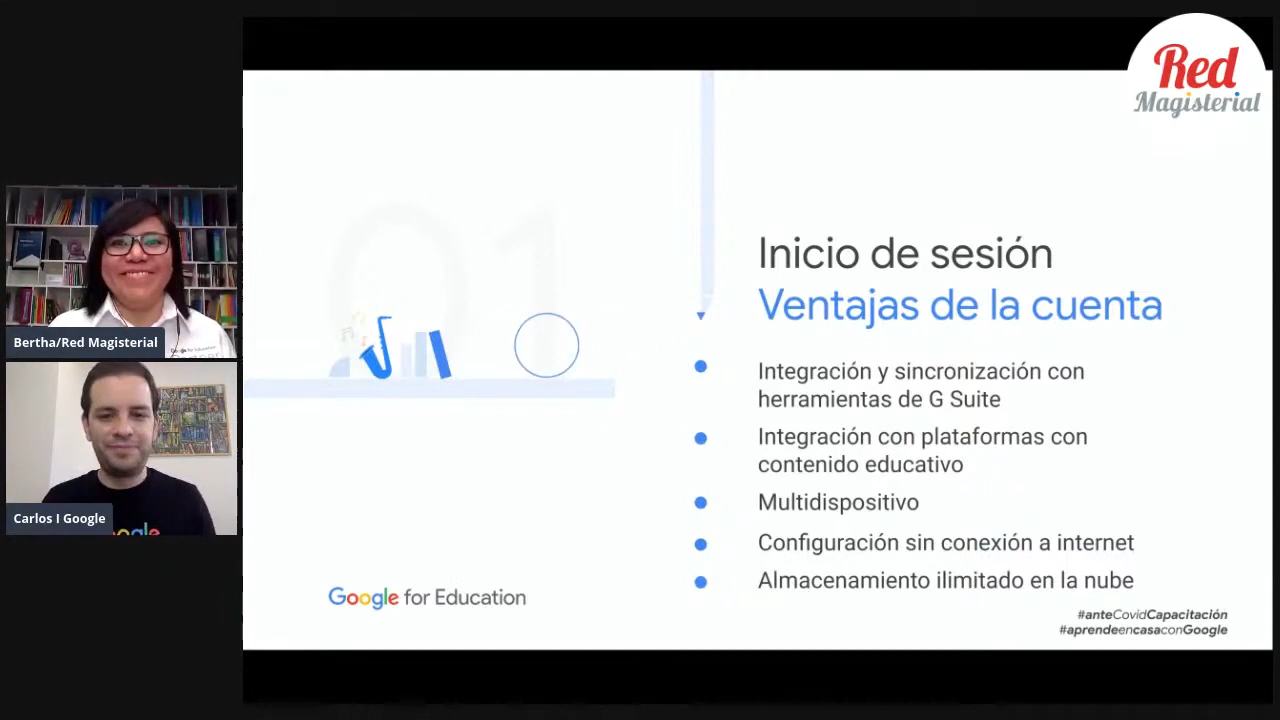 Red
Magisterial
01
Inicio de sesión
Ventajas de la cuenta
Integración y sincronización con
herramientas de G Suite
Integración con plataformas con
contenido educativo
Multidispositivo
Configuración sin conexión a internet
Almacenamiento ilimitado en la nube
Google for Education
#anteCovidCapacitación
#aprendeencasaconGoogle
Bertha/Red Magisterial
Carlos I Google